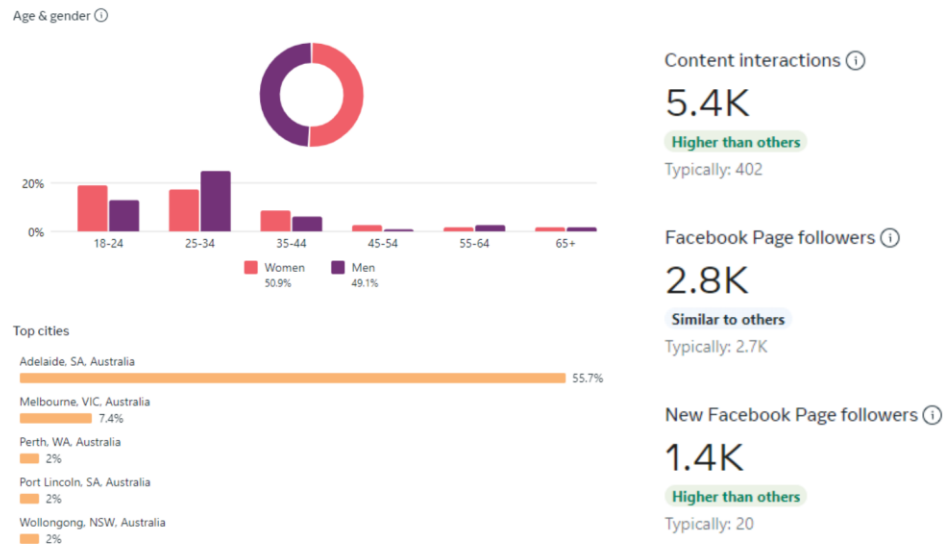 Age & gender
20%
0%
18-24 25-34 35-44 45-54 55-64 65+
Women Men
50.9% 49.1%
Top cities
Adelaide, SA, Australia
55.7%
Melbourne, VIC, Australia
7.4%
Perth, WA, Australia
2%
Port Lincoln, SA, Australia
2%
Wollongong, NSW, Australia
2%
Content interactions
5.4K
Higher than others
Typically: 402
Facebook Page followers
2.8K
Similar to others
Typically: 2.7K
New Facebook Page followers
1.4K
Higher than others
Typically: 20